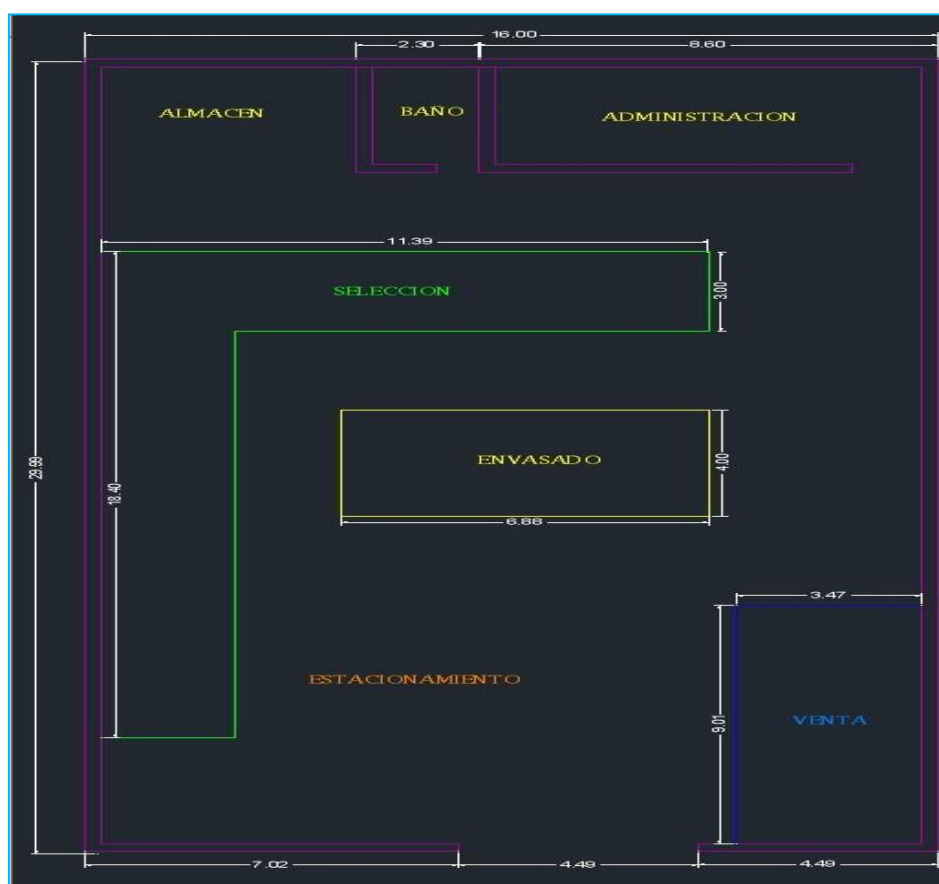 16.00
2.30
8.60
ALMACEN
BAÑO
ADMINISTRACION
11.39
SELECCION
3.00
29.99
18.40
ENVASADO
4.00
6.86
3.47
ESTACIONAMIENTO
9.01
VENTA
7.02
4.49
4.49